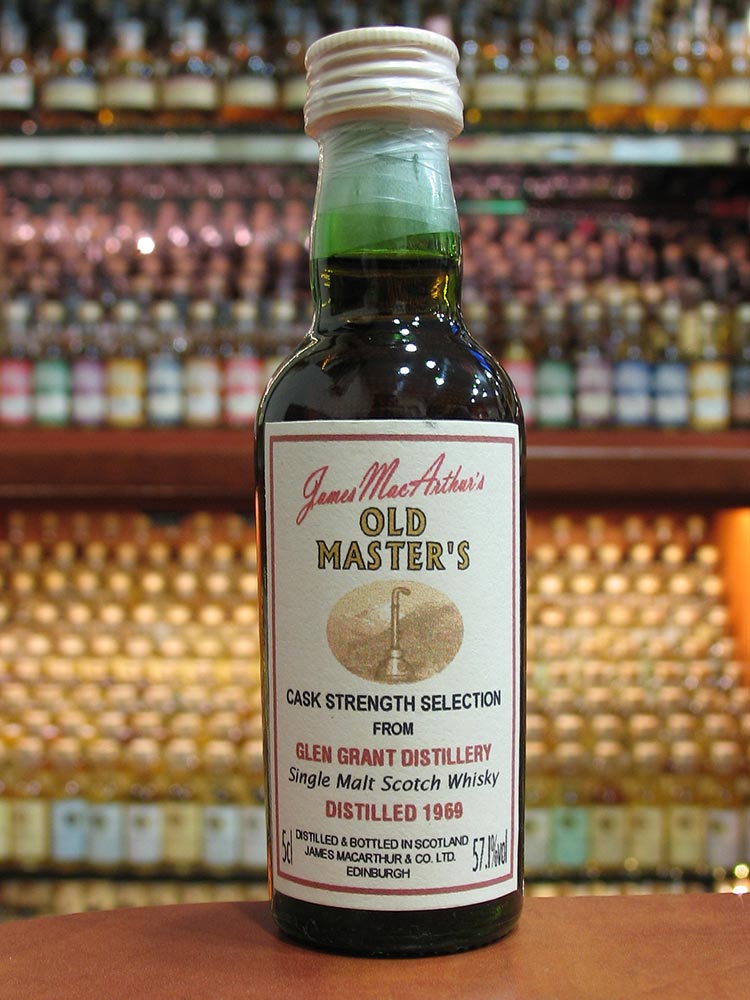 James MacArthur's
OLD
MASTER'S
CASK STRENGTH SELECTION
FROM
GLEN GRANT DISTILLERY
Single Malt Scotch Whisky
DISTILLED 1969
5cl
DISTILLED & BOTTLED IN SCOTLAND
JAMES MACARTHUR & CO. LTD.
EDINBURGH
57.1%vol